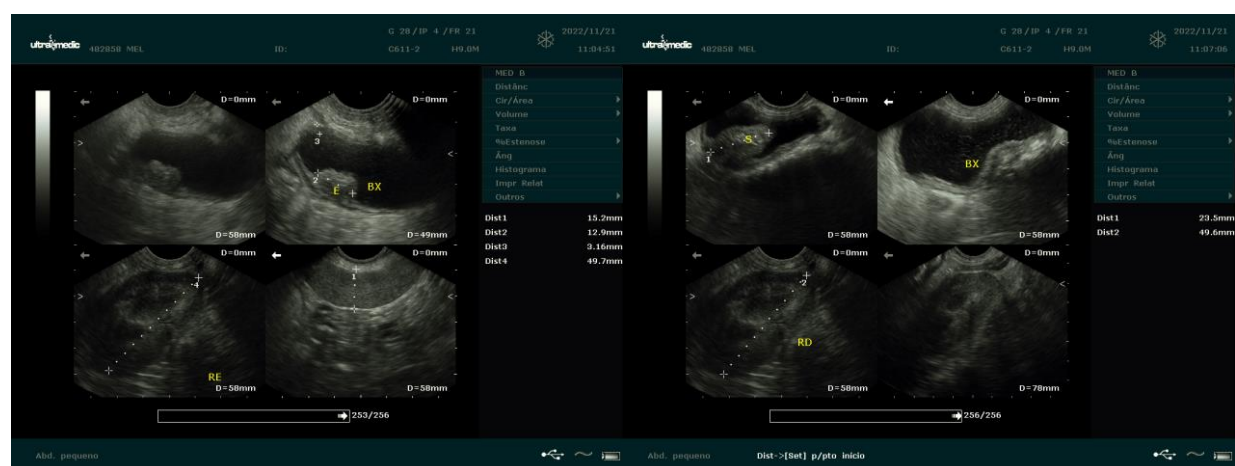 ultramedic 402858 MEL ID: G 28/IP 4 /FR 21 C611-2 H9.0M 2022/11/21 11:04:51
MED B
Distânc
Cir/Área
Volume
Taxa
%Estenose
Âng
Histograma
Impr Relat
Outros
Dist1 15.2mm
Dist2 12.9mm
Dist3 3.16mm
Dist4 49.7mm
D=0mm
D=0mm
3
2
É
BX
D=58mm
D=49mm
D=0mm
D=0mm
4
1
RE
D=58mm
D=58mm
253/256
Abd. pequeno
ultramedic 402858 MEL ID: G 28/IP 4 /FR 21 C611-2 H9.0M 2022/11/21 11:07:06
MED B
Distânc
Cir/Área
Volume
Taxa
%Estenose
Âng
Histograma
Impr Relat
Outros
Dist1 23.5mm
Dist2 49.6mm
D=0mm
D=0mm
S
1
BX
D=58mm
D=58mm
D=0mm
D=0mm
2
RD
D=58mm
D=78mm
256/256
Abd. pequeno Dist->[Set] p/pto início